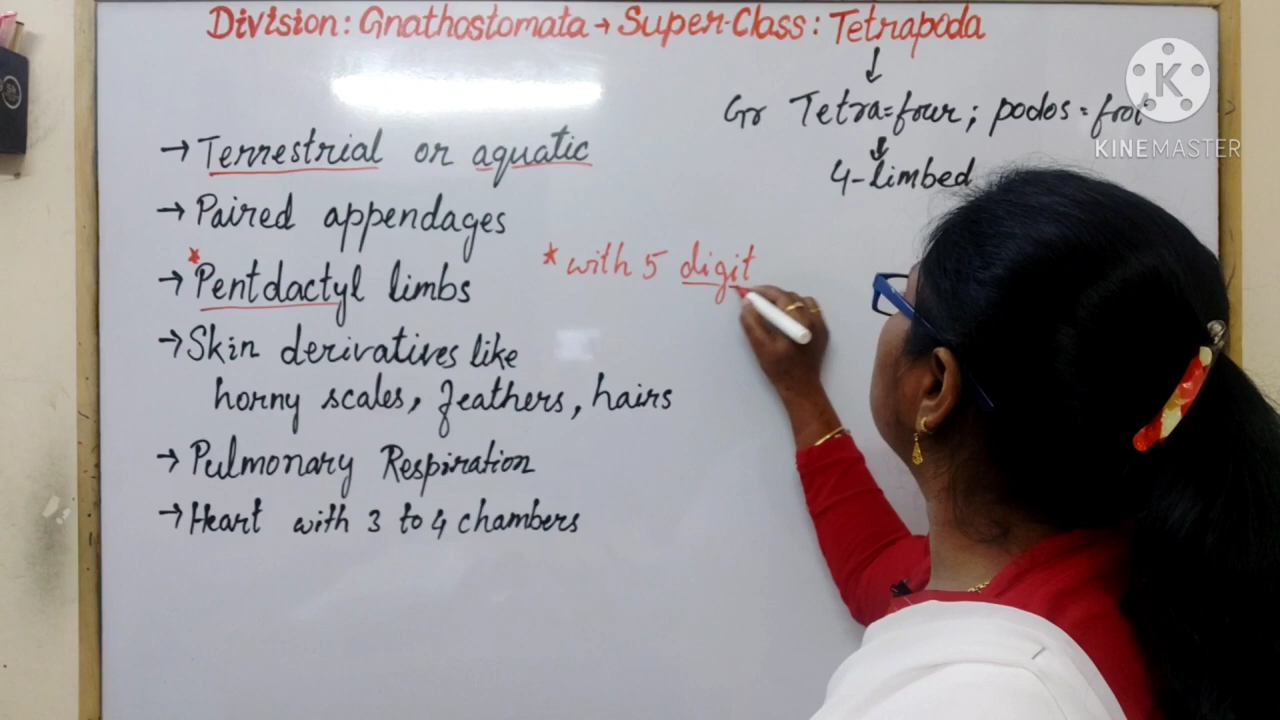 Division: Gnathostomata → Super-Class: Tetrapoda
↓
Gr Tetra=four; podos =
↓
4-limbed
→ Terrestrial or aquatic
→ Paired appendages
* → Pentdactyl limbs
* with 5 digit
→ Skin derivatives like
horny scales, feathers, hairs
→ Pulmonary Respiration
→ Heart with 3 to 4 chambers
K
KINEMASTER